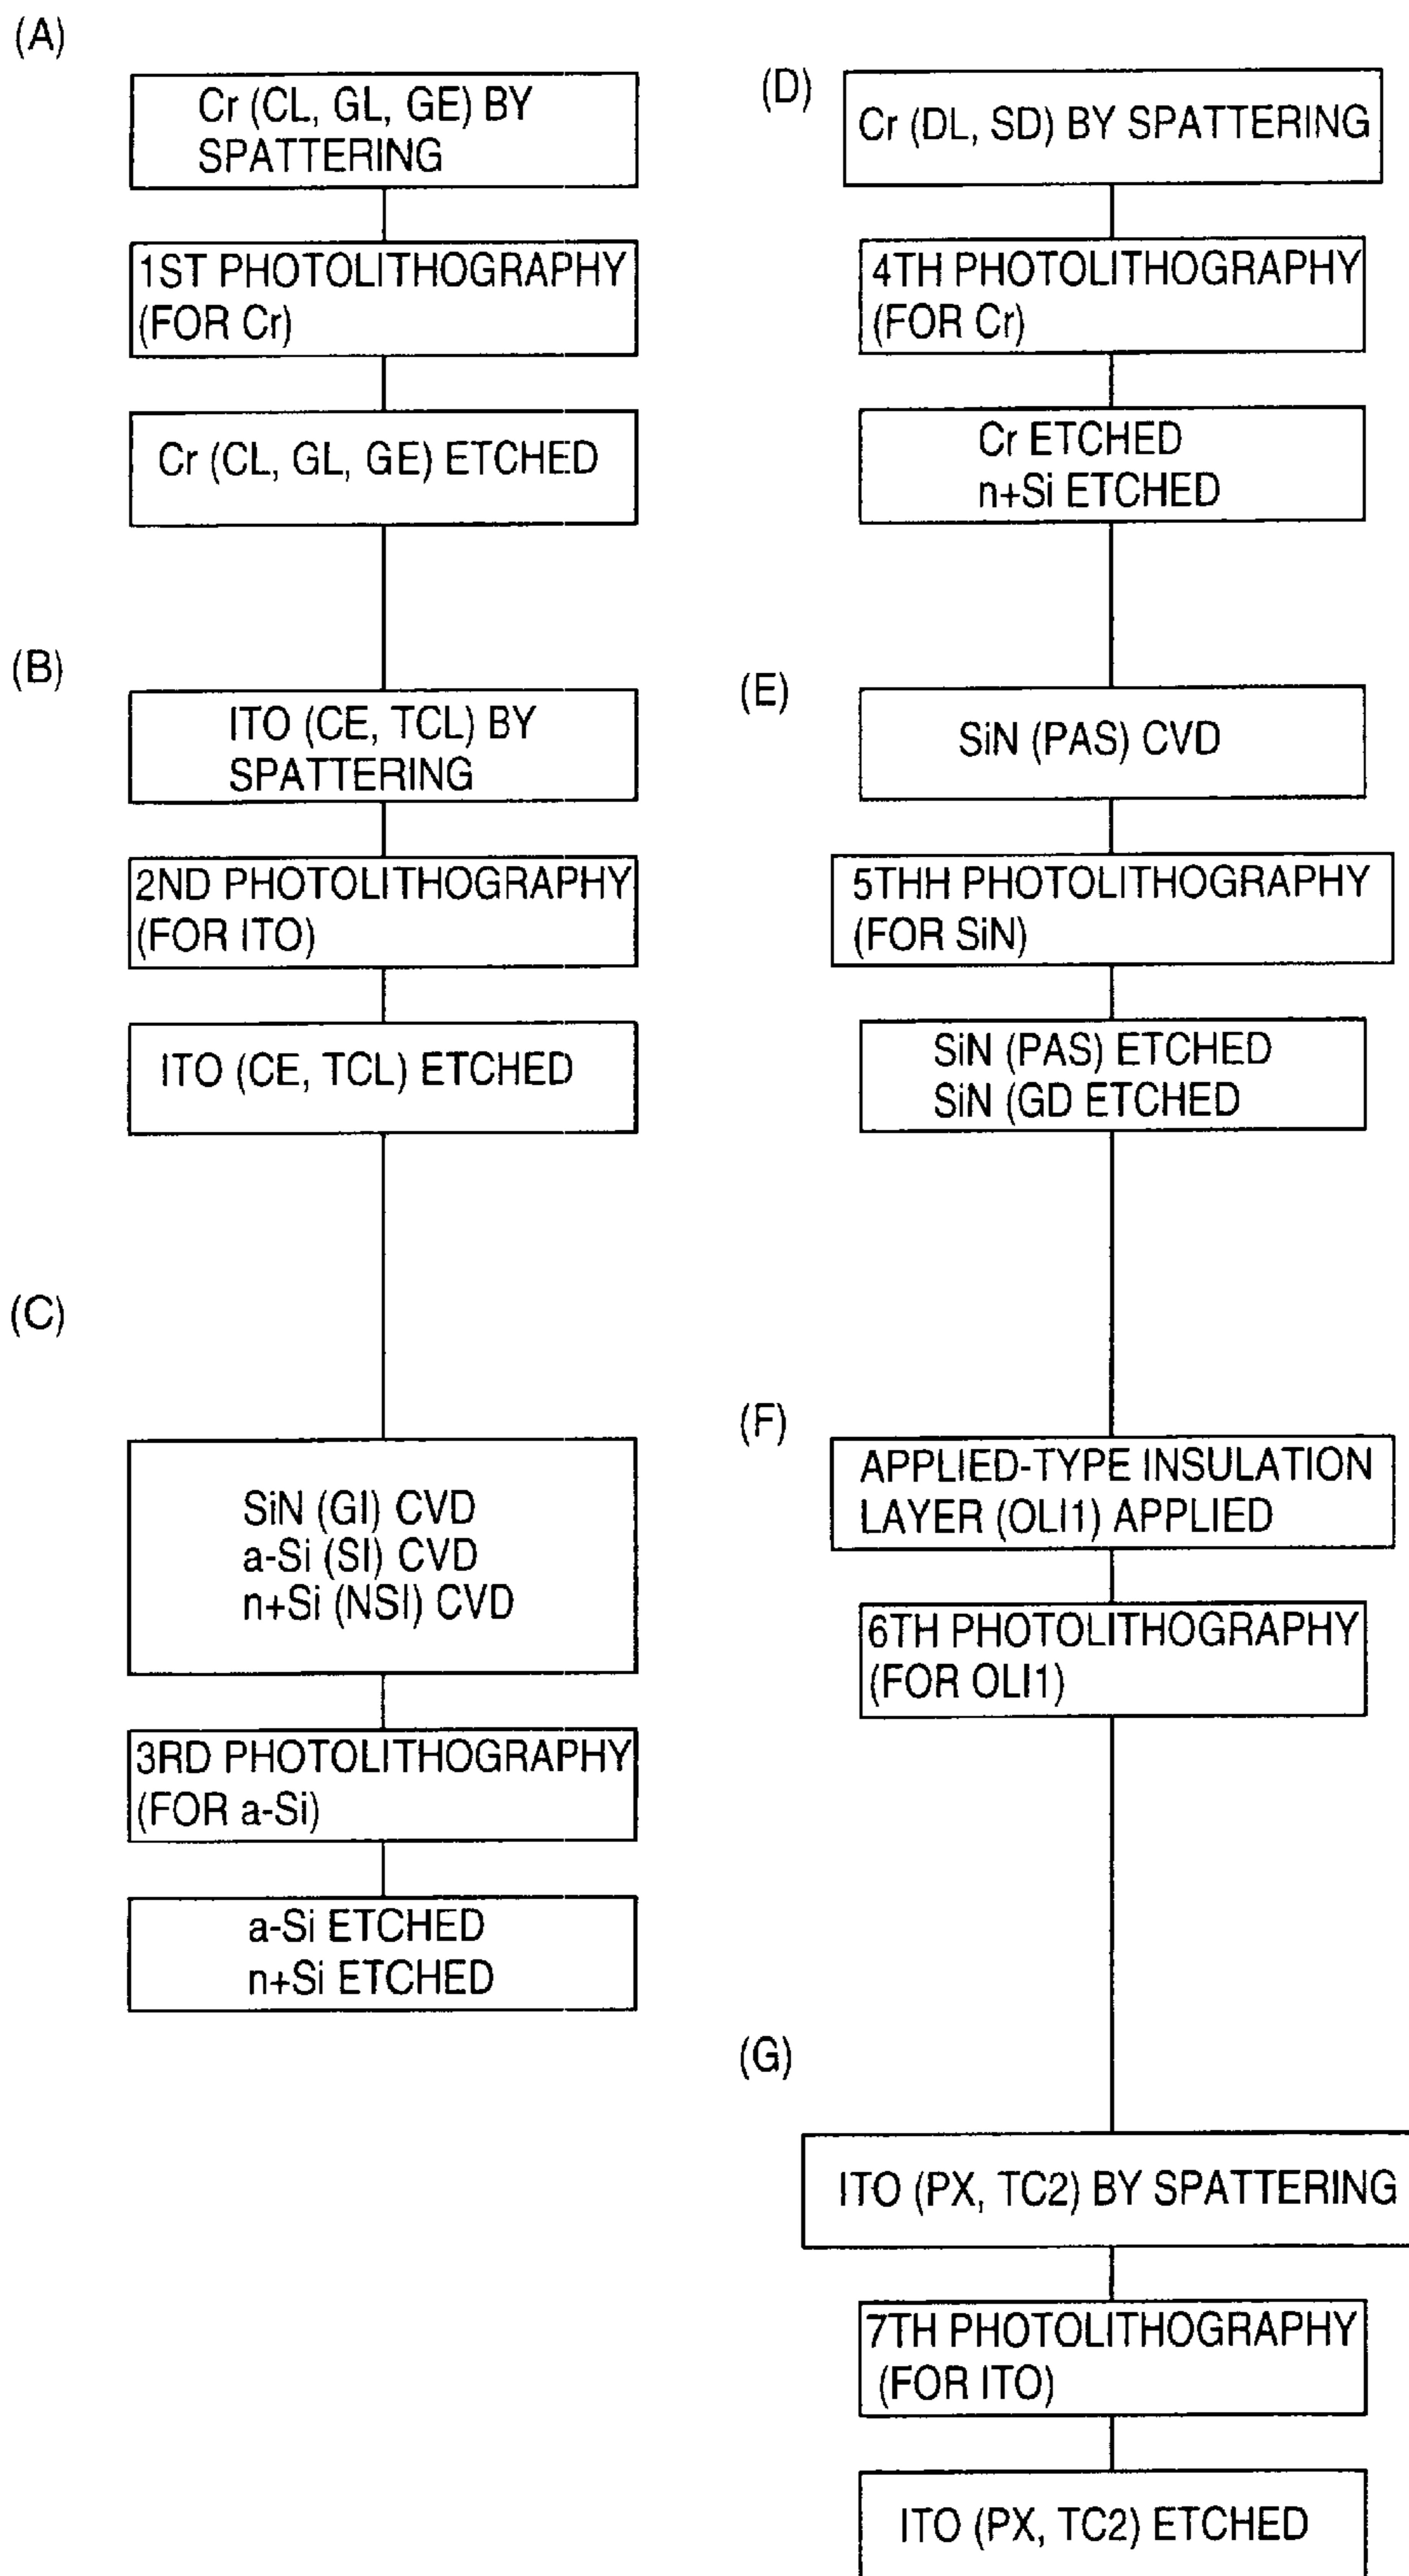 (A)
Cr (CL, GL, GE) BY
SPATTERING
1ST PHOTOLITHOGRAPHY
(FOR Cr)
Cr (CL, GL, GE) ETCHED
(B)
ITO (CE, TCL) BY
SPATTERING
2ND PHOTOLITHOGRAPHY
(FOR ITO)
ITO (CE, TCL) ETCHED
(C)
SiN (GI) CVD
a-Si (SI) CVD
n+Si (NSI) CVD
3RD PHOTOLITHOGRAPHY
(FOR a-Si)
a-Si ETCHED
n+Si ETCHED
(D)
Cr (DL, SD) BY SPATTERING
4TH PHOTOLITHOGRAPHY
(FOR Cr)
Cr ETCHED
n+Si ETCHED
(E)
SiN (PAS) CVD
5THH PHOTOLITHOGRAPHY
(FOR SiN)
SiN (PAS) ETCHED
SiN (GD ETCHED
(F)
APPLIED-TYPE INSULATION
LAYER (OLI1) APPLIED
6TH PHOTOLITHOGRAPHY
(FOR OLI1)
(G)
ITO (PX, TC2) BY SPATTERING
7TH PHOTOLITHOGRAPHY
(FOR ITO)
ITO (PX, TC2) ETCHED